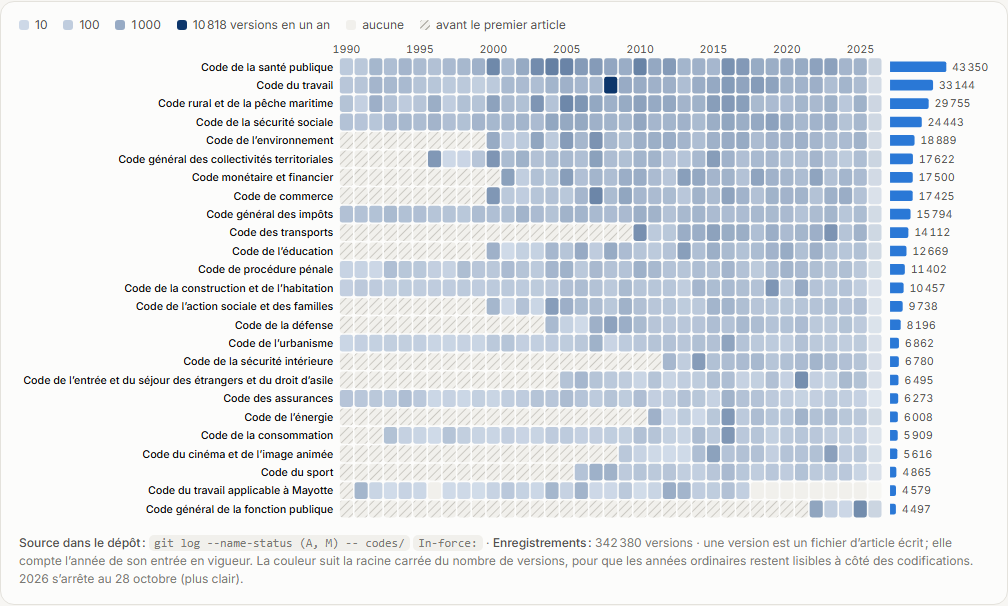 10 100 1 000 10 818 versions en un an aucune avant le premier article
1990 1995 2000 2005 2010 2015 2020 2025
Code de la santé publique 43 350
Code du travail 33 144
Code rural et de la pêche maritime 29 755
Code de la sécurité sociale 24 443
Code de l’environnement 18 889
Code général des collectivités territoriales 17 622
Code monétaire et financier 17 500
Code de commerce 17 425
Code général des impôts 15 794
Code des transports 14 112
Code de l’éducation 12 669
Code de procédure pénale 11 402
Code de la construction et de l’habitation 10 457
Code de l’action sociale et des familles 9 738
Code de la défense 8 196
Code de l’urbanisme 6 862
Code de la sécurité intérieure 6 780
Code de l’entrée et du séjour des étrangers et du droit d’asile 6 495
Code des assurances 6 273
Code de l’énergie 6 008
Code de la consommation 5 909
Code du cinéma et de l’image animée 5 616
Code du sport 4 865
Code du travail applicable à Mayotte 4 579
Code général de la fonction publique 4 497
Source dans le dépôt : git log --name-status (A, M) -- codes/ In-force: · Enregistrements : 342 380 versions · une version est un fichier d’article écrit ; elle
compte l’année de son entrée en vigueur. La couleur suit la racine carrée du nombre de versions, pour que les années ordinaires restent lisibles à côté des codifications.
2026 s’arrête au 28 octobre (plus clair).